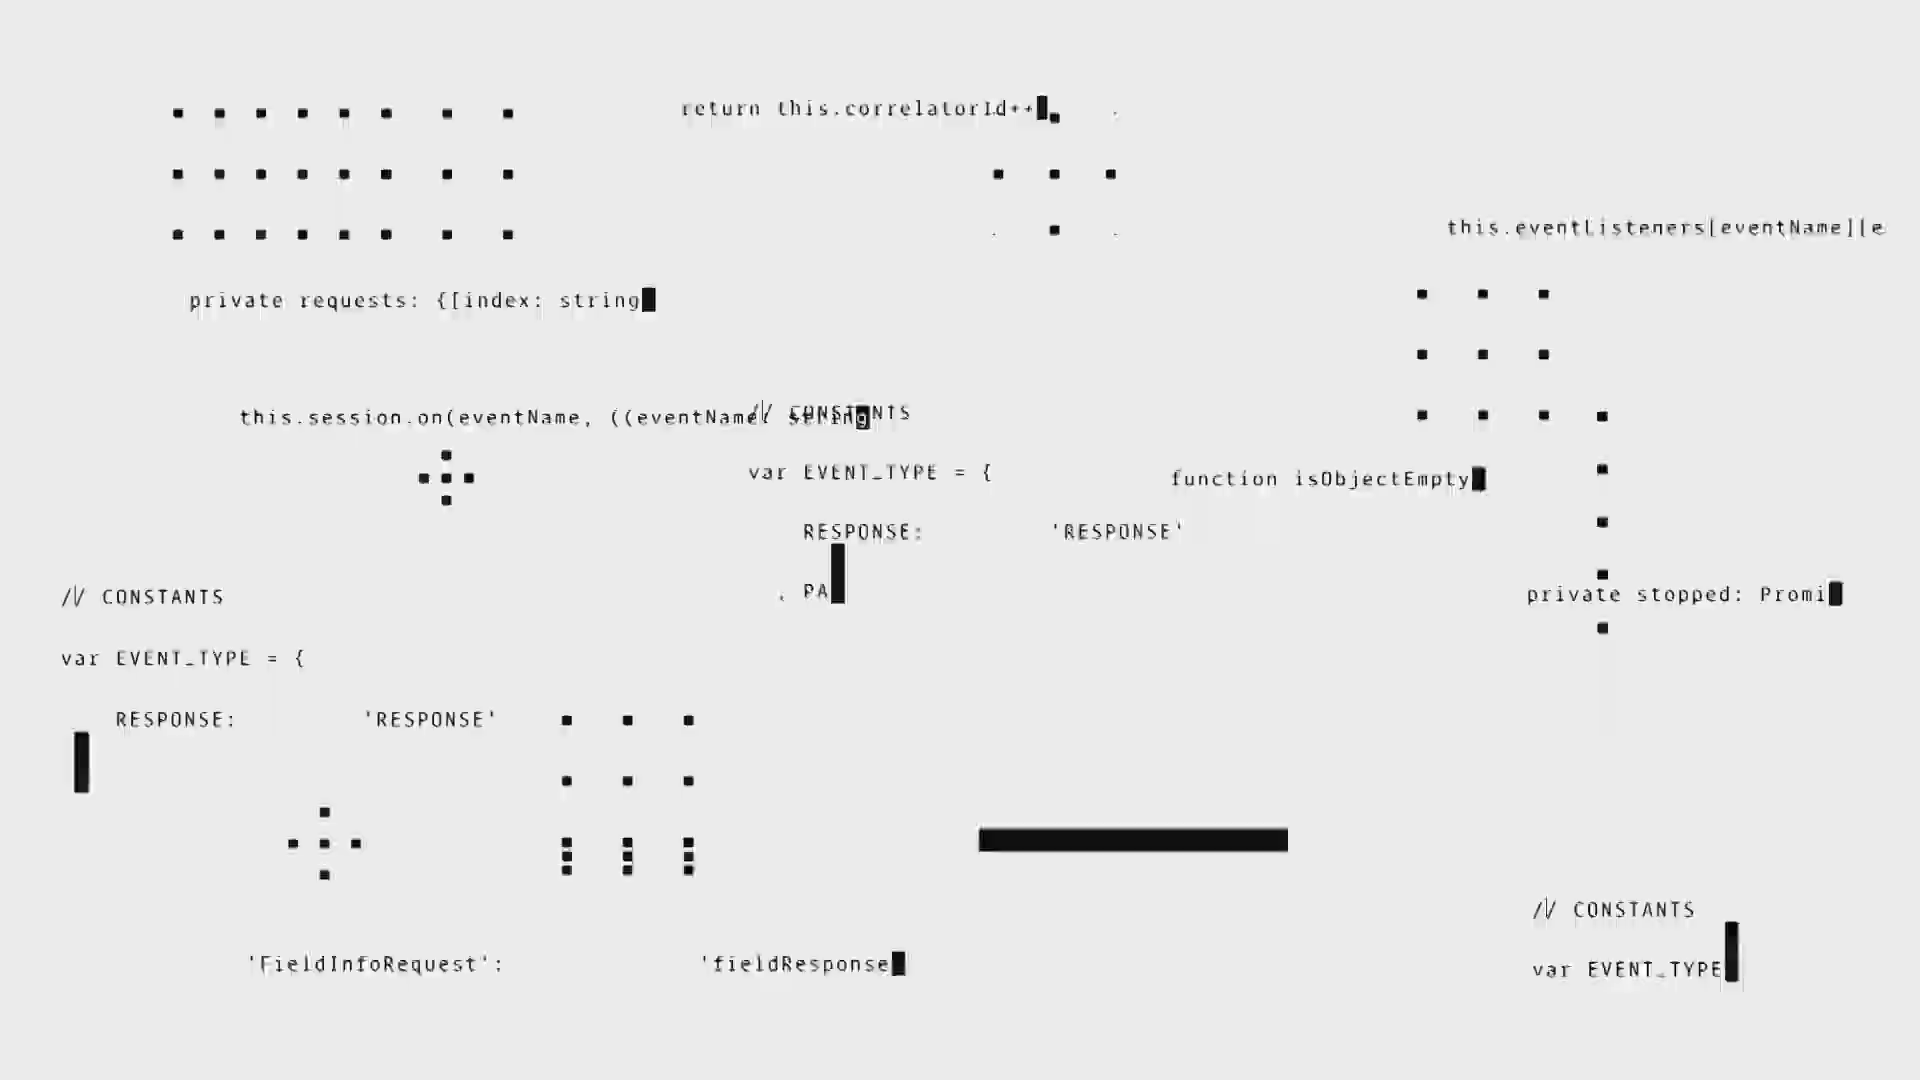 return this.correlatorId++
this.eventListeners[eventName][e
private requests: {[index: string
this.session.on(eventName, ((eventName: string
// CONSTANTS
var EVENT_TYPE = {
RESPONSE: 'RESPONSE'
, PA
function isObjectEmpty
private stopped: Promi
// CONSTANTS
var EVENT_TYPE = {
RESPONSE: 'RESPONSE'
'FieldInfoRequest': 'fieldResponse
// CONSTANTS
var EVENT_TYPE